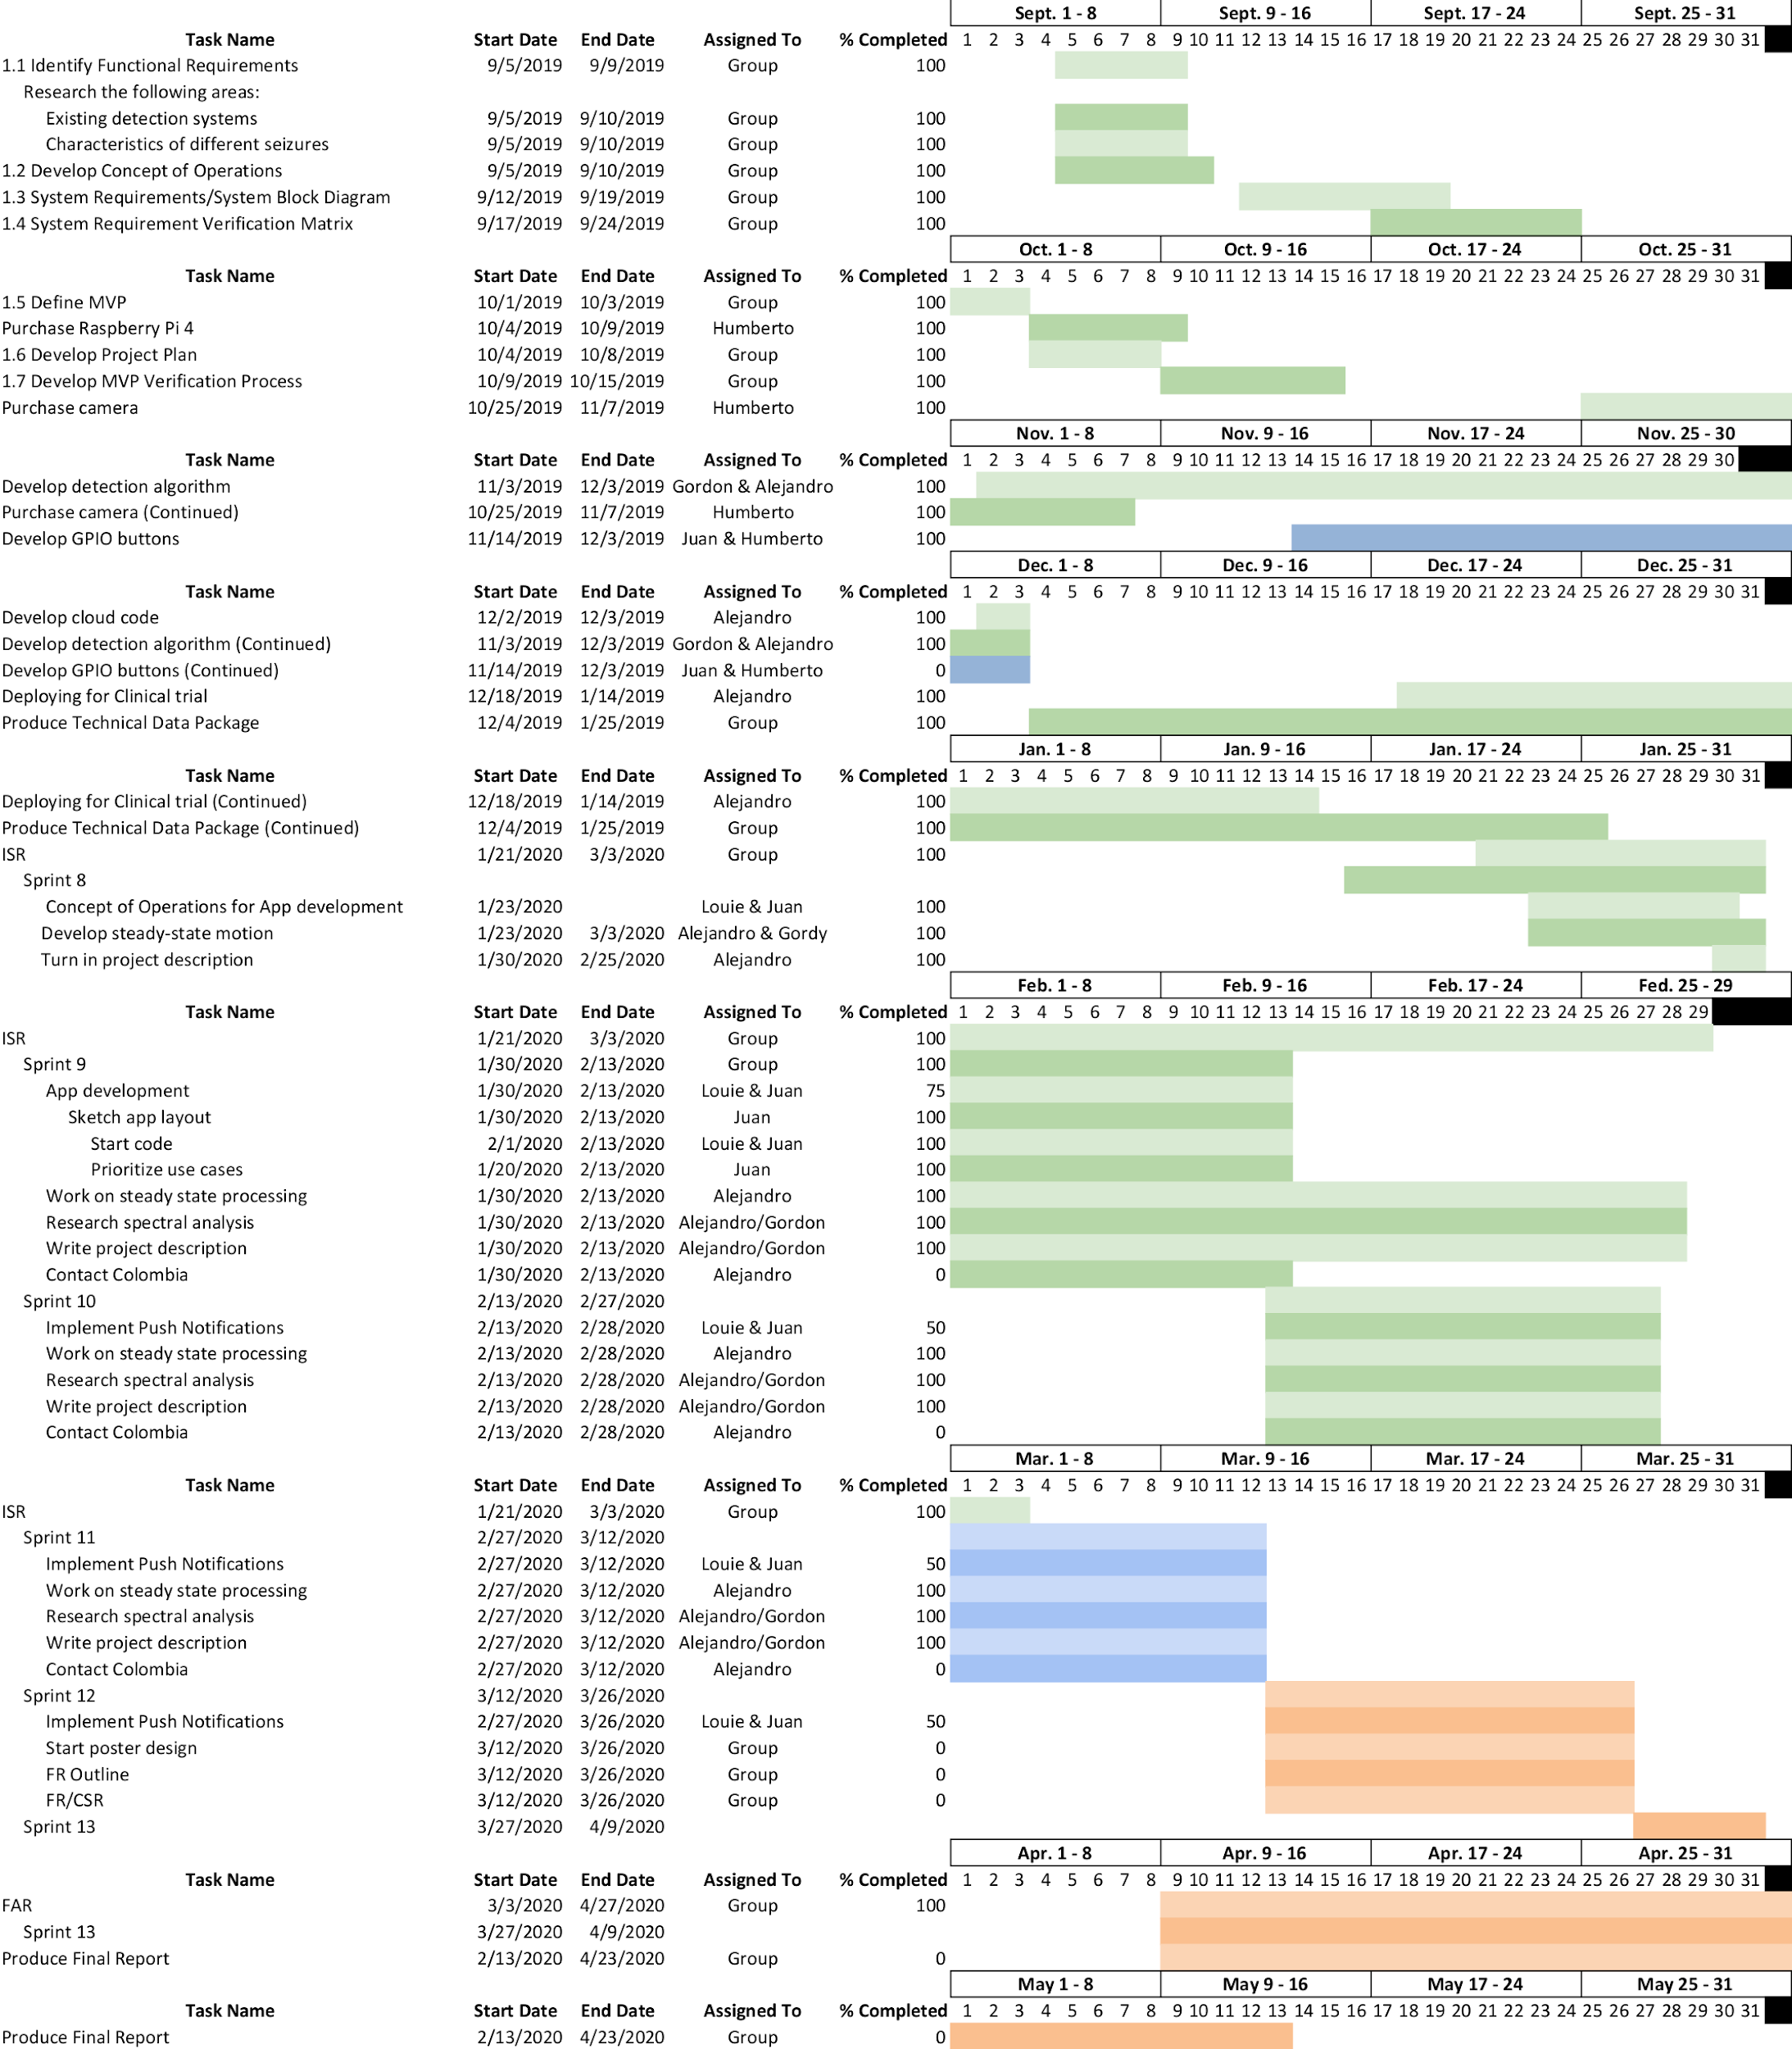 Sept. 1 - 8 Sept. 9 - 16 Sept. 17 - 24 Sept. 25 - 31
Task Name Start Date End Date Assigned To % Completed 1 2 3 4 5 6 7 8 9 10 11 12 13 14 15 16 17 18 19 20 21 22 23 24 25 26 27 28 29 30 31
1.1 Identify Functional Requirements 9/5/2019 9/9/2019 Group 100
Research the following areas:
Existing detection systems 9/5/2019 9/10/2019 Group 100
Characteristics of different seizures 9/5/2019 9/10/2019 Group 100
1.2 Develop Concept of Operations 9/5/2019 9/10/2019 Group 100
1.3 System Requirements/System Block Diagram 9/12/2019 9/19/2019 Group 100
1.4 System Requirement Verification Matrix 9/17/2019 9/24/2019 Group 100
Oct. 1 - 8 Oct. 9 - 16 Oct. 17 - 24 Oct. 25 - 31
Task Name Start Date End Date Assigned To % Completed 1 2 3 4 5 6 7 8 9 10 11 12 13 14 15 16 17 18 19 20 21 22 23 24 25 26 27 28 29 30 31
1.5 Define MVP 10/1/2019 10/3/2019 Group 100
Purchase Raspberry Pi 4 10/4/2019 10/9/2019 Humberto 100
1.6 Develop Project Plan 10/4/2019 10/8/2019 Group 100
1.7 Develop MVP Verification Process 10/9/2019 10/15/2019 Group 100
Purchase camera 10/25/2019 11/7/2019 Humberto 100
Nov. 1 - 8 Nov. 9 - 16 Nov. 17 - 24 Nov. 25 - 30
Task Name Start Date End Date Assigned To % Completed 1 2 3 4 5 6 7 8 9 10 11 12 13 14 15 16 17 18 19 20 21 22 23 24 25 26 27 28 29 30
Develop detection algorithm 11/3/2019 12/3/2019 Gordon & Alejandro 100
Purchase camera (Continued) 10/25/2019 11/7/2019 Humberto 100
Develop GPIO buttons 11/14/2019 12/3/2019 Juan & Humberto 100
Dec. 1 - 8 Dec. 9 - 16 Dec. 17 - 24 Dec. 25 - 31
Task Name Start Date End Date Assigned To % Completed 1 2 3 4 5 6 7 8 9 10 11 12 13 14 15 16 17 18 19 20 21 22 23 24 25 26 27 28 29 30 31
Develop cloud code 12/2/2019 12/3/2019 Alejandro 100
Develop detection algorithm (Continued) 11/3/2019 12/3/2019 Gordon & Alejandro 100
Develop GPIO buttons (Continued) 11/14/2019 12/3/2019 Juan & Humberto 0
Deploying for Clinical trial 12/18/2019 1/14/2019 Alejandro 100
Produce Technical Data Package 12/4/2019 1/25/2019 Group 100
Jan. 1 - 8 Jan. 9 - 16 Jan. 17 - 24 Jan. 25 - 31
Task Name Start Date End Date Assigned To % Completed 1 2 3 4 5 6 7 8 9 10 11 12 13 14 15 16 17 18 19 20 21 22 23 24 25 26 27 28 29 30 31
Deploying for Clinical trial (Continued) 12/18/2019 1/14/2019 Alejandro 100
Produce Technical Data Package (Continued) 12/4/2019 1/25/2019 Group 100
ISR 1/21/2020 3/3/2020 Group 100
Sprint 8
Concept of Operations for App development 1/23/2020 Louie & Juan 100
Develop steady-state motion 1/23/2020 3/3/2020 Alejandro & Gordy 100
Turn in project description 1/30/2020 2/25/2020 Alejandro 100
Feb. 1 - 8 Feb. 9 - 16 Feb. 17 - 24 Fed. 25 - 29
Task Name Start Date End Date Assigned To % Completed 1 2 3 4 5 6 7 8 9 10 11 12 13 14 15 16 17 18 19 20 21 22 23 24 25 26 27 28 29
ISR 1/21/2020 3/3/2020 Group 100
Sprint 9 1/30/2020 2/13/2020 Group 100
App development 1/30/2020 2/13/2020 Louie & Juan 75
Sketch app layout 1/30/2020 2/13/2020 Juan 100
Start code 2/1/2020 2/13/2020 Louie & Juan 100
Prioritize use cases 1/20/2020 2/13/2020 Juan 100
Work on steady state processing 1/30/2020 2/13/2020 Alejandro 100
Research spectral analysis 1/30/2020 2/13/2020 Alejandro/Gordon 100
Write project description 1/30/2020 2/13/2020 Alejandro/Gordon 100
Contact Colombia 1/30/2020 2/13/2020 Alejandro 0
Sprint 10 2/13/2020 2/27/2020
Implement Push Notifications 2/13/2020 2/28/2020 Louie & Juan 50
Work on steady state processing 2/13/2020 2/28/2020 Alejandro 100
Research spectral analysis 2/13/2020 2/28/2020 Alejandro/Gordon 100
Write project description 2/13/2020 2/28/2020 Alejandro/Gordon 100
Contact Colombia 2/13/2020 2/28/2020 Alejandro 0
Mar. 1 - 8 Mar. 9 - 16 Mar. 17 - 24 Mar. 25 - 31
Task Name Start Date End Date Assigned To % Completed 1 2 3 4 5 6 7 8 9 10 11 12 13 14 15 16 17 18 19 20 21 22 23 24 25 26 27 28 29 30 31
ISR 1/21/2020 3/3/2020 Group 100
Sprint 11 2/27/2020 3/12/2020
Implement Push Notifications 2/27/2020 3/12/2020 Louie & Juan 50
Work on steady state processing 2/27/2020 3/12/2020 Alejandro 100
Research spectral analysis 2/27/2020 3/12/2020 Alejandro/Gordon 100
Write project description 2/27/2020 3/12/2020 Alejandro/Gordon 100
Contact Colombia 2/27/2020 3/12/2020 Alejandro 0
Sprint 12 3/12/2020 3/26/2020
Implement Push Notifications 2/27/2020 3/26/2020 Louie & Juan 50
Start poster design 3/12/2020 3/26/2020 Group 0
FR Outline 3/12/2020 3/26/2020 Group 0
FR/CSR 3/12/2020 3/26/2020 Group 0
Sprint 13 3/27/2020 4/9/2020
Apr. 1 - 8 Apr. 9 - 16 Apr. 17 - 24 Apr. 25 - 31
Task Name Start Date End Date Assigned To % Completed 1 2 3 4 5 6 7 8 9 10 11 12 13 14 15 16 17 18 19 20 21 22 23 24 25 26 27 28 29 30 31
FAR 3/3/2020 4/27/2020 Group 100
Sprint 13 3/27/2020 4/9/2020
Produce Final Report 2/13/2020 4/23/2020 Group 0
May 1 - 8 May 9 - 16 May 17 - 24 May 25 - 31
Task Name Start Date End Date Assigned To % Completed 1 2 3 4 5 6 7 8 9 10 11 12 13 14 15 16 17 18 19 20 21 22 23 24 25 26 27 28 29 30 31
Produce Final Report 2/13/2020 4/23/2020 Group 0